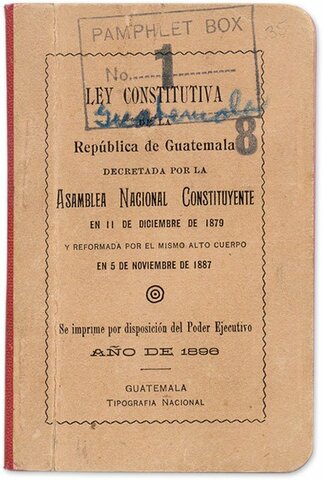 35
PAMPHLET BOX
No. 1
LEY CONSTITUTIVA
Guatemala
DE LA
8
República de Guatemala
DECRETADA POR LA
ASAMBLEA NACIONAL CONSTITUYENTE
EN 11 DE DICIEMBRE DE 1879
Y REFORMADA POR EL MISMO ALTO CUERPO
EN 5 DE NOVIEMBRE DE 1887
Se imprime por disposición del Poder Ejecutivo
AÑO DE 1896
GUATEMALA
TIPOGRAFIA NACIONAL